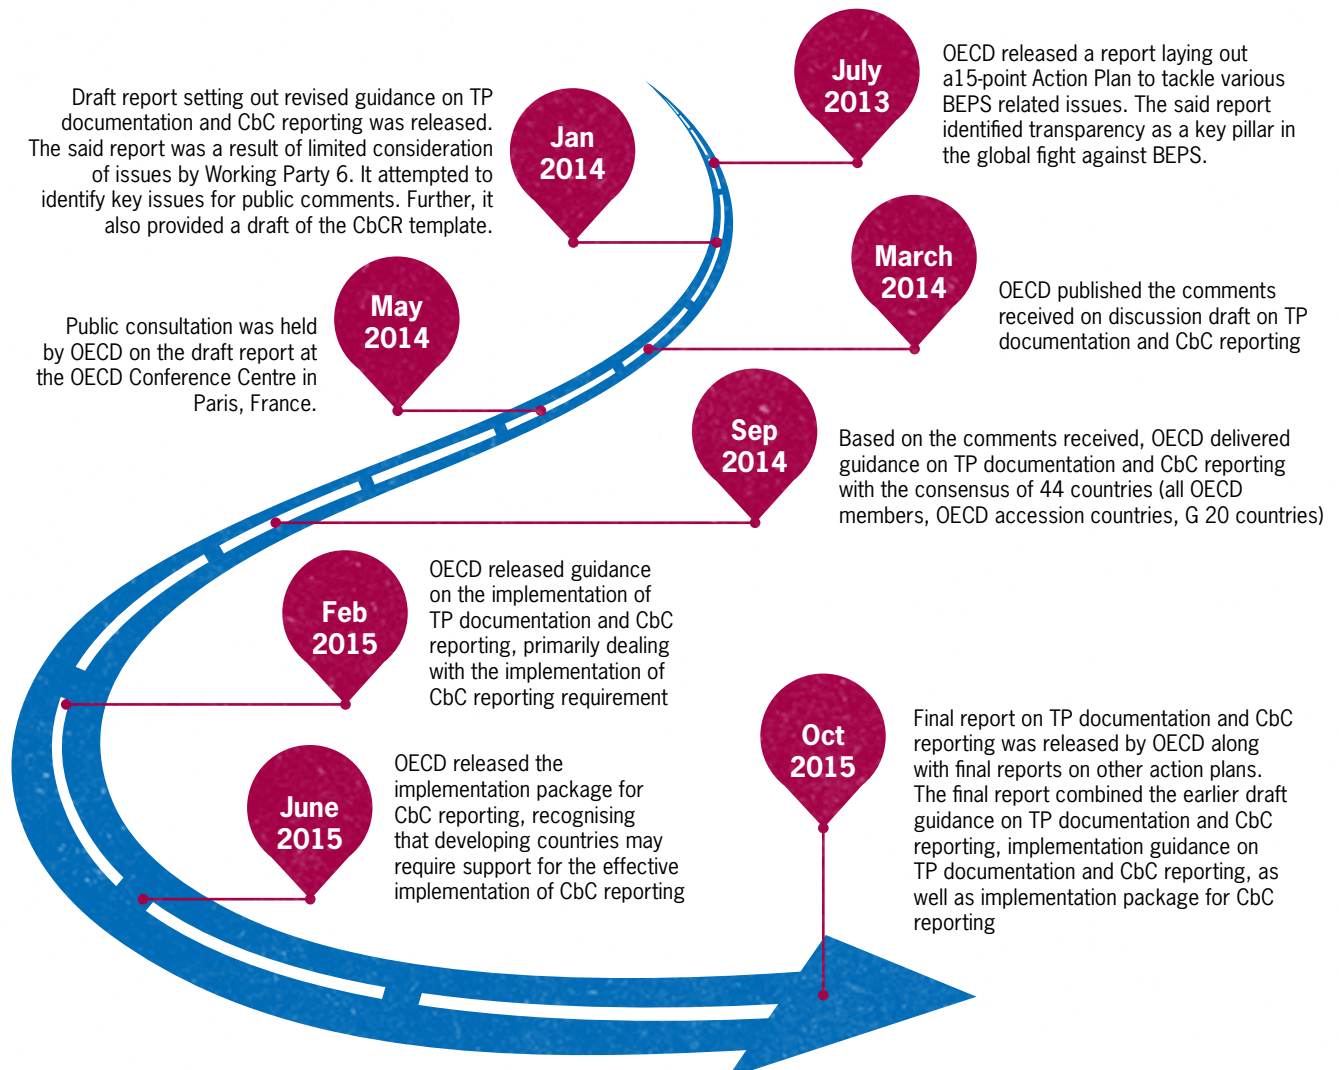 July
2013
OECD released a report laying out
a15-point Action Plan to tackle various
BEPS related issues. The said report
identified transparency as a key pillar in
the global fight against BEPS.
Jan
2014
Draft report setting out revised guidance on TP
documentation and CbC reporting was released.
The said report was a result of limited consideration
of issues by Working Party 6. It attempted to
identify key issues for public comments. Further, it
also provided a draft of the CbCR template.
March
2014
OECD published the comments
received on discussion draft on TP
documentation and CbC reporting
May
2014
Public consultation was held
by OECD on the draft report at
the OECD Conference Centre in
Paris, France.
Sep
2014
Based on the comments received, OECD delivered
guidance on TP documentation and CbC reporting
with the consensus of 44 countries (all OECD
members, OECD accession countries, G 20 countries)
Feb
2015
OECD released guidance
on the implementation of
TP documentation and CbC
reporting, primarily dealing
with the implementation of
CbC reporting requirement
June
2015
OECD released the
implementation package for
CbC reporting, recognising
that developing countries may
require support for the effective
implementation of CbC reporting
Oct
2015
Final report on TP documentation and CbC
reporting was released by OECD along
with final reports on other action plans.
The final report combined the earlier draft
guidance on TP documentation and CbC
reporting, implementation guidance on
TP documentation and CbC reporting, as
well as implementation package for CbC
reporting